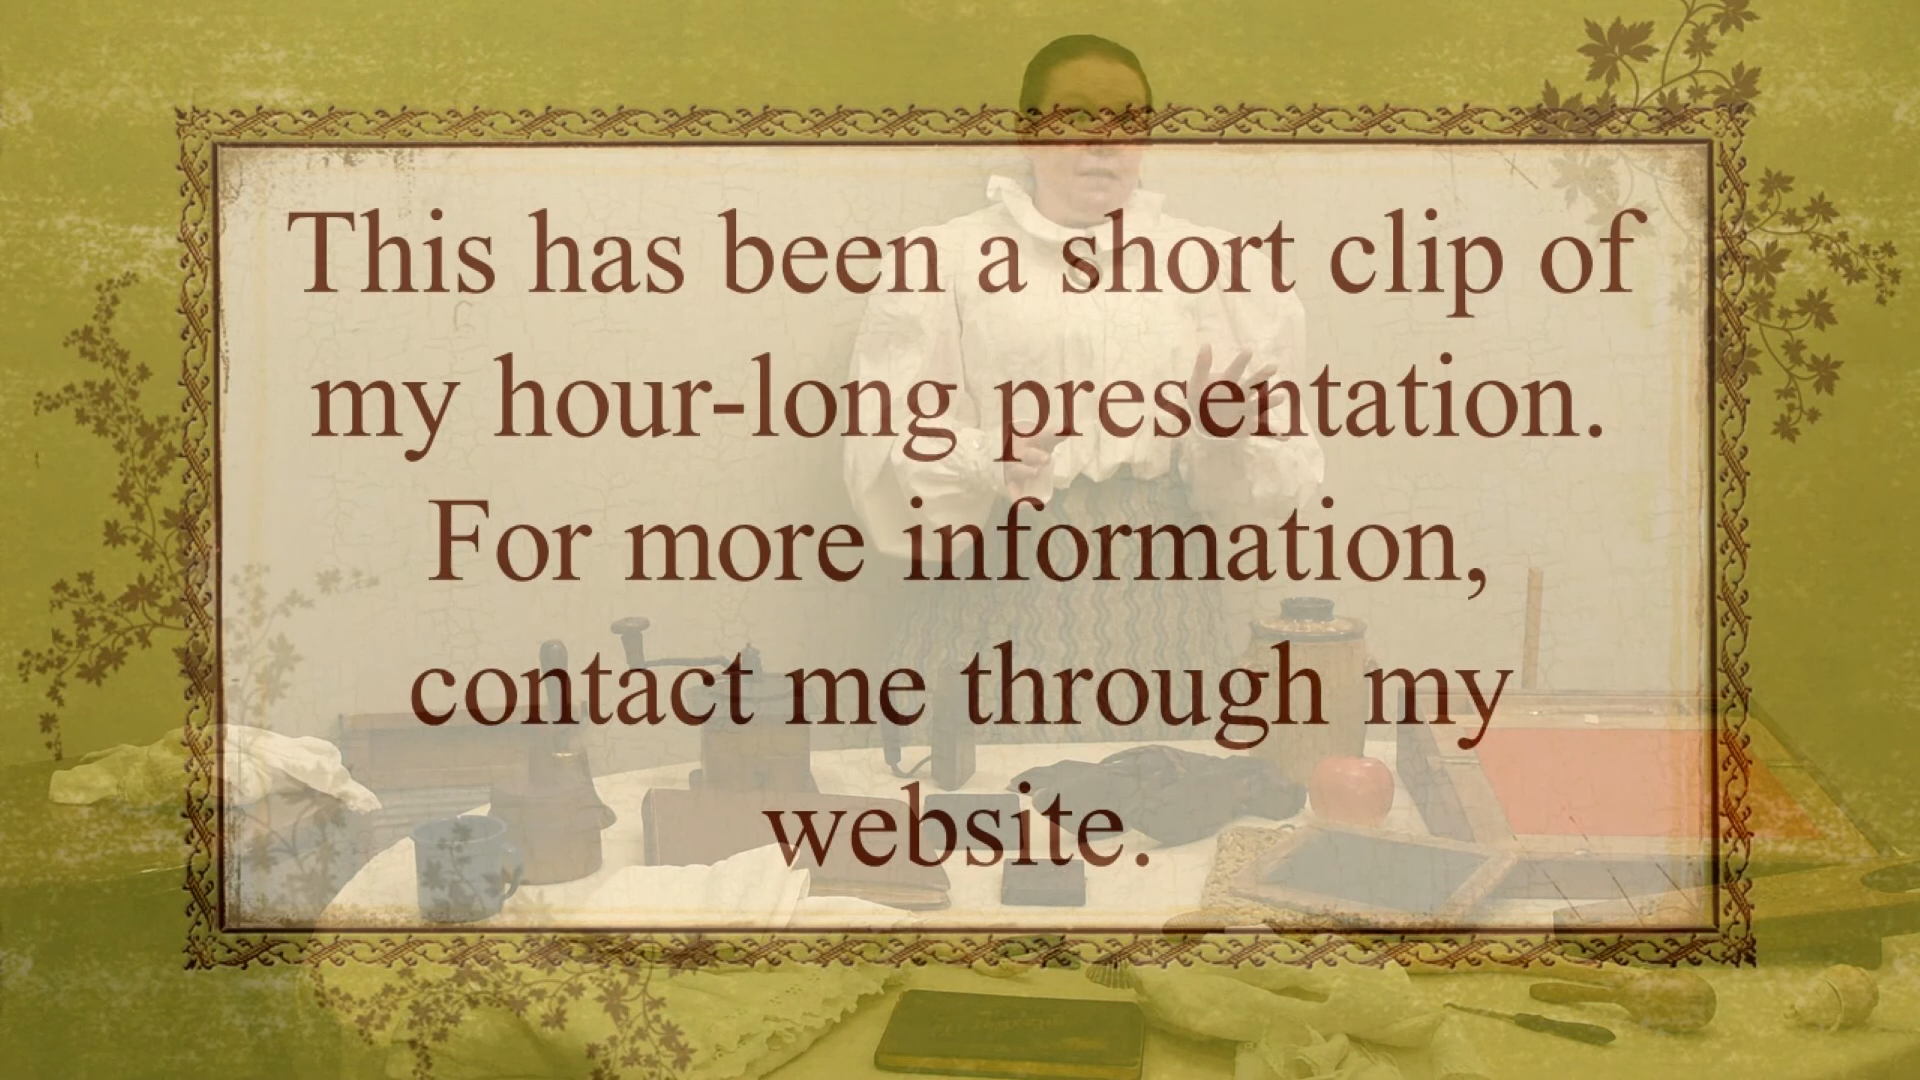 This has been a short clip of
my hour-long presentation.
For more information,
contact me through my
website.